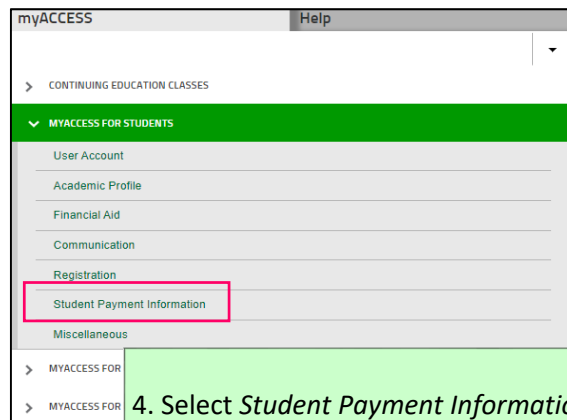 myACCESS
Help
CONTINUING EDUCATION CLASSES
MYACCESS FOR STUDENTS
User Account
Academic Profile
Financial Aid
Communication
Registration
Student Payment Information
Miscellaneous
MYACCESS FOR
MYACCESS FOR
4. Select Student Payment Informatio